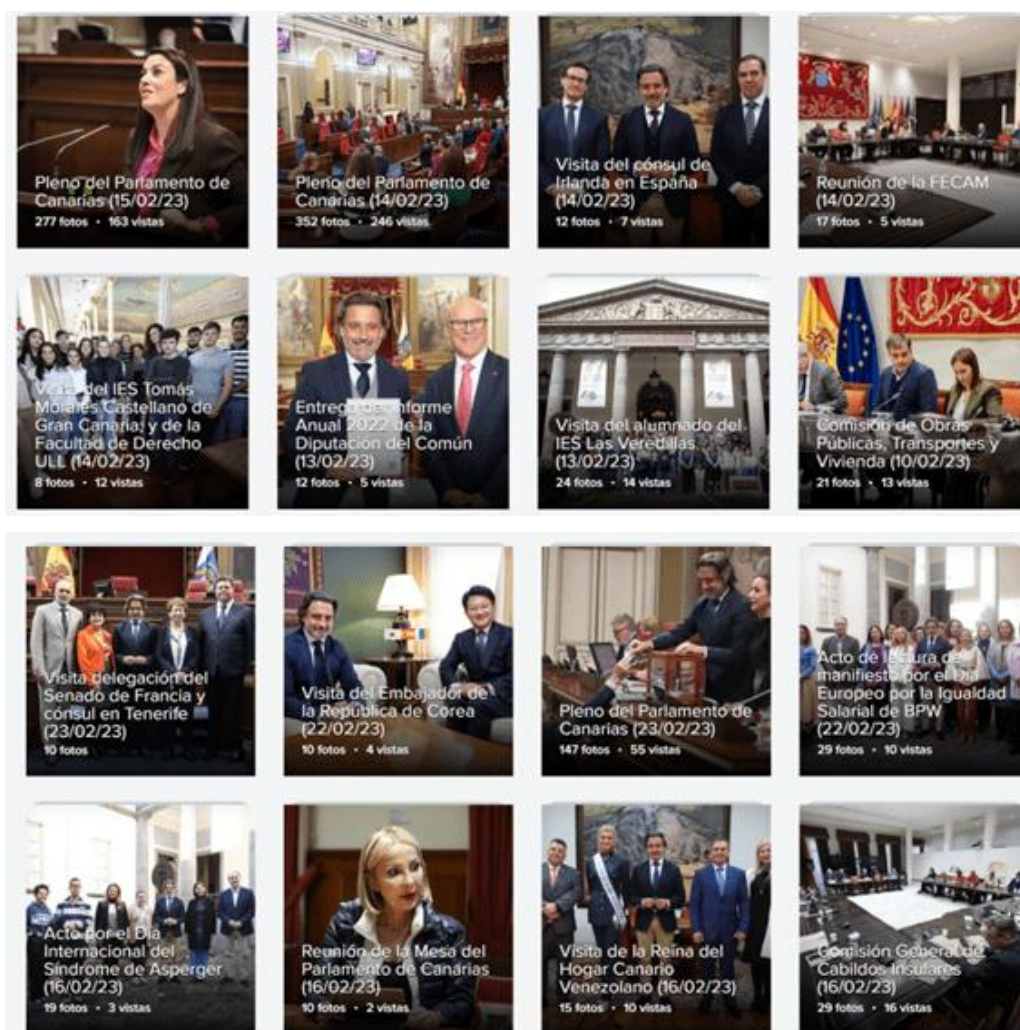 Pleno del Parlamento de
Canarias (15/02/23)
277 fotos • 163 vistas
Pleno del Parlamento de
Canarias (14/02/23)
352 fotos • 246 vistas
Visita del cónsul de
Irlanda en España
(14/02/23)
12 fotos • 7 vistas
Reunión de la FECAM
(14/02/23)
17 fotos • 5 vistas
Visita del IES Tomás
Morales Castellano de
Gran Canaria, y de la
Facultad de Derecho
ULL (14/02/23)
8 fotos • 12 vistas
Entrega del Informe
Anual 2022 de la
Diputación del Común
(13/02/23)
12 fotos • 5 vistas
Visita del alumnado del
IES Las Veredillas
(13/02/23)
24 fotos • 14 vistas
Comisión de Obras
Públicas, Transportes y
Vivienda (10/02/23)
21 fotos • 13 vistas
Visita delegación del
Senado de Francia y
cónsul en Tenerife
(23/02/23)
10 fotos
Visita del Embajador de
la República de Corea
(22/02/23)
10 fotos • 4 vistas
Pleno del Parlamento de
Canarias (23/02/23)
147 fotos • 55 vistas
Acto de lectura de
manifiesto por el Día
Europeo por la Igualdad
Salarial de BPW
(22/02/23)
29 fotos • 10 vistas
Acto por el Día
Internacional del
Síndrome de Asperger
(16/02/23)
19 fotos • 3 vistas
Reunión de la Mesa del
Parlamento de Canarias
(16/02/23)
10 fotos • 2 vistas
Visita de la Reina del
Hogar Canario
Venezolano (16/02/23)
15 fotos • 10 vistas
Comisión General de
Cabildos Insulares
(16/02/23)
29 fotos • 16 vistas